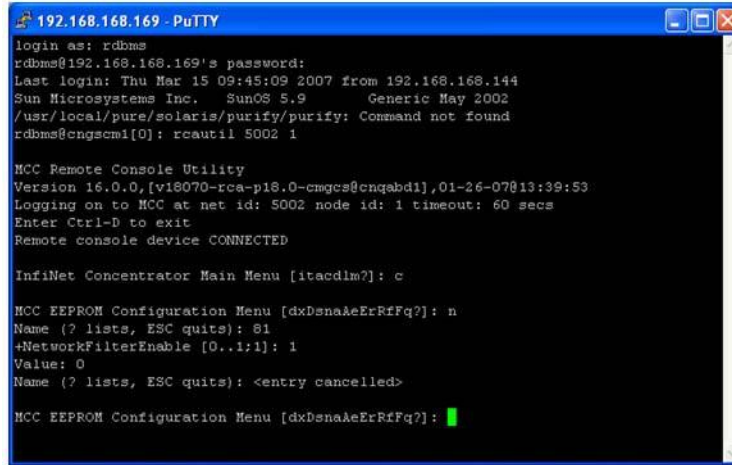 192.168.168.169 - PuTTY
login as: rdbms
rdbms@192.168.168.169's password:
Last login: Thu Mar 15 09:45:09 2007 from 192.168.168.144
Sun Microsystems Inc.   SunOS 5.9       Generic May 2002
/usr/local/pure/solaris/purify/purify: Command not found
rdbms@cngscm1[0]: rcautil 5002 1
MCC Remote Console Utility
Version 16.0.0,[v18070-rca-p18.0-cmgcs@cnqabd1],01-26-07@13:39:53
Logging on to MCC at net id: 5002 node id: 1 timeout: 60 secs
Enter Ctrl-D to exit
Remote console device CONNECTED
InfiNet Concentrator Main Menu [itacdlm?]: c
MCC EEPROM Configuration Menu [dxDsnaAeErRfFq?]: n
Name (? lists, ESC quits): 81
+NetworkFilterEnable [0..1;1]: 1
Value: 0
Name (? lists, ESC quits): <entry cancelled>
MCC EEPROM Configuration Menu [dxDsnaAeErRfFq?]: